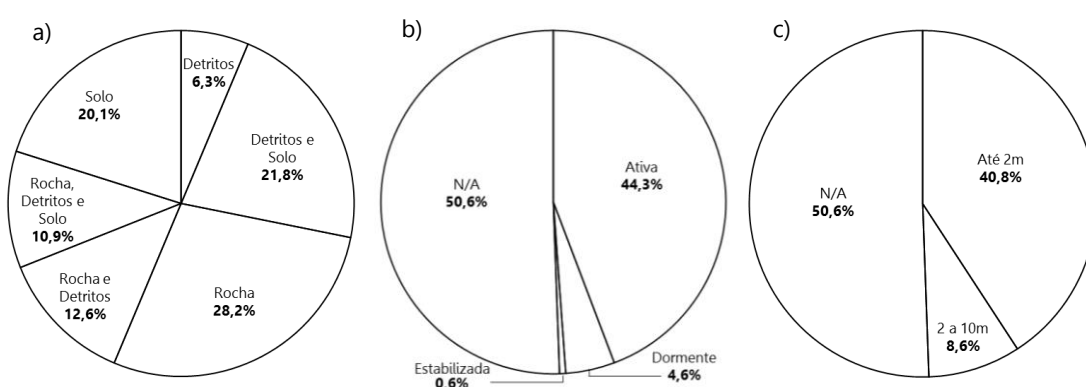 a)
Detritos
6,3%
Detritos e
Solo
21,8%
Rocha
28,2%
Rocha e
Detritos
12,6%
Rocha,
Detritos e
Solo
10,9%
Solo
20,1%
b)
Ativa
44,3%
Dormente
4,6%
Estabilizada
0,6%
N/A
50,6%
c)
Até 2m
40,8%
2 a 10m
8,6%
N/A
50,6%